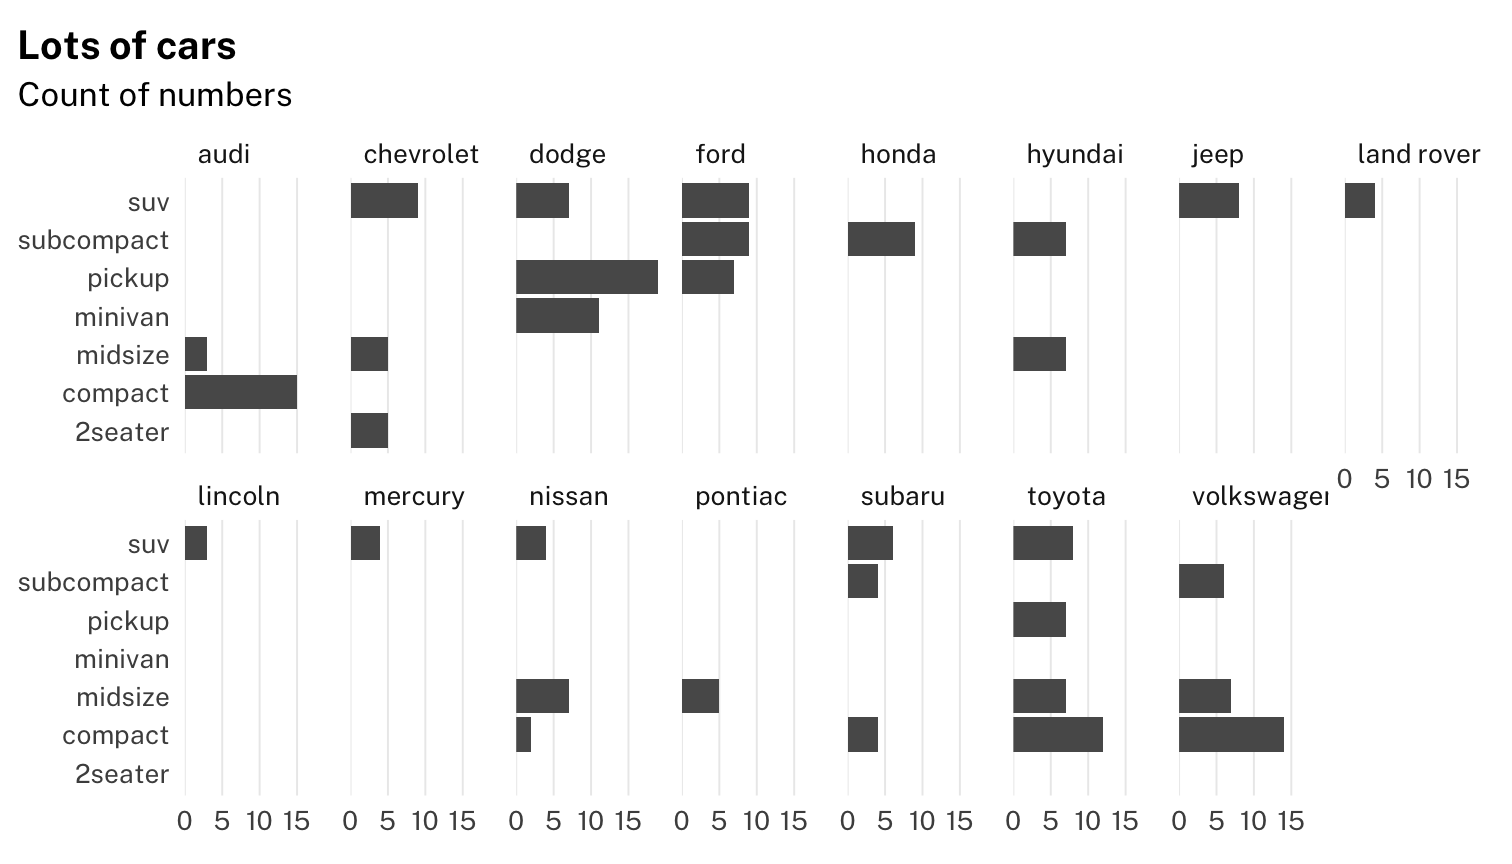 Lots of cars
Count of numbers
audi chevrolet dodge ford honda hyundai jeep land rover
suv
subcompact
pickup
minivan
midsize
compact
2seater
0 5 10 15
lincoln mercury nissan pontiac subaru toyota volkswagen
suv
subcompact
pickup
minivan
midsize
compact
2seater
0 5 10 15 0 5 10 15 0 5 10 15 0 5 10 15 0 5 10 15 0 5 10 15 0 5 10 15